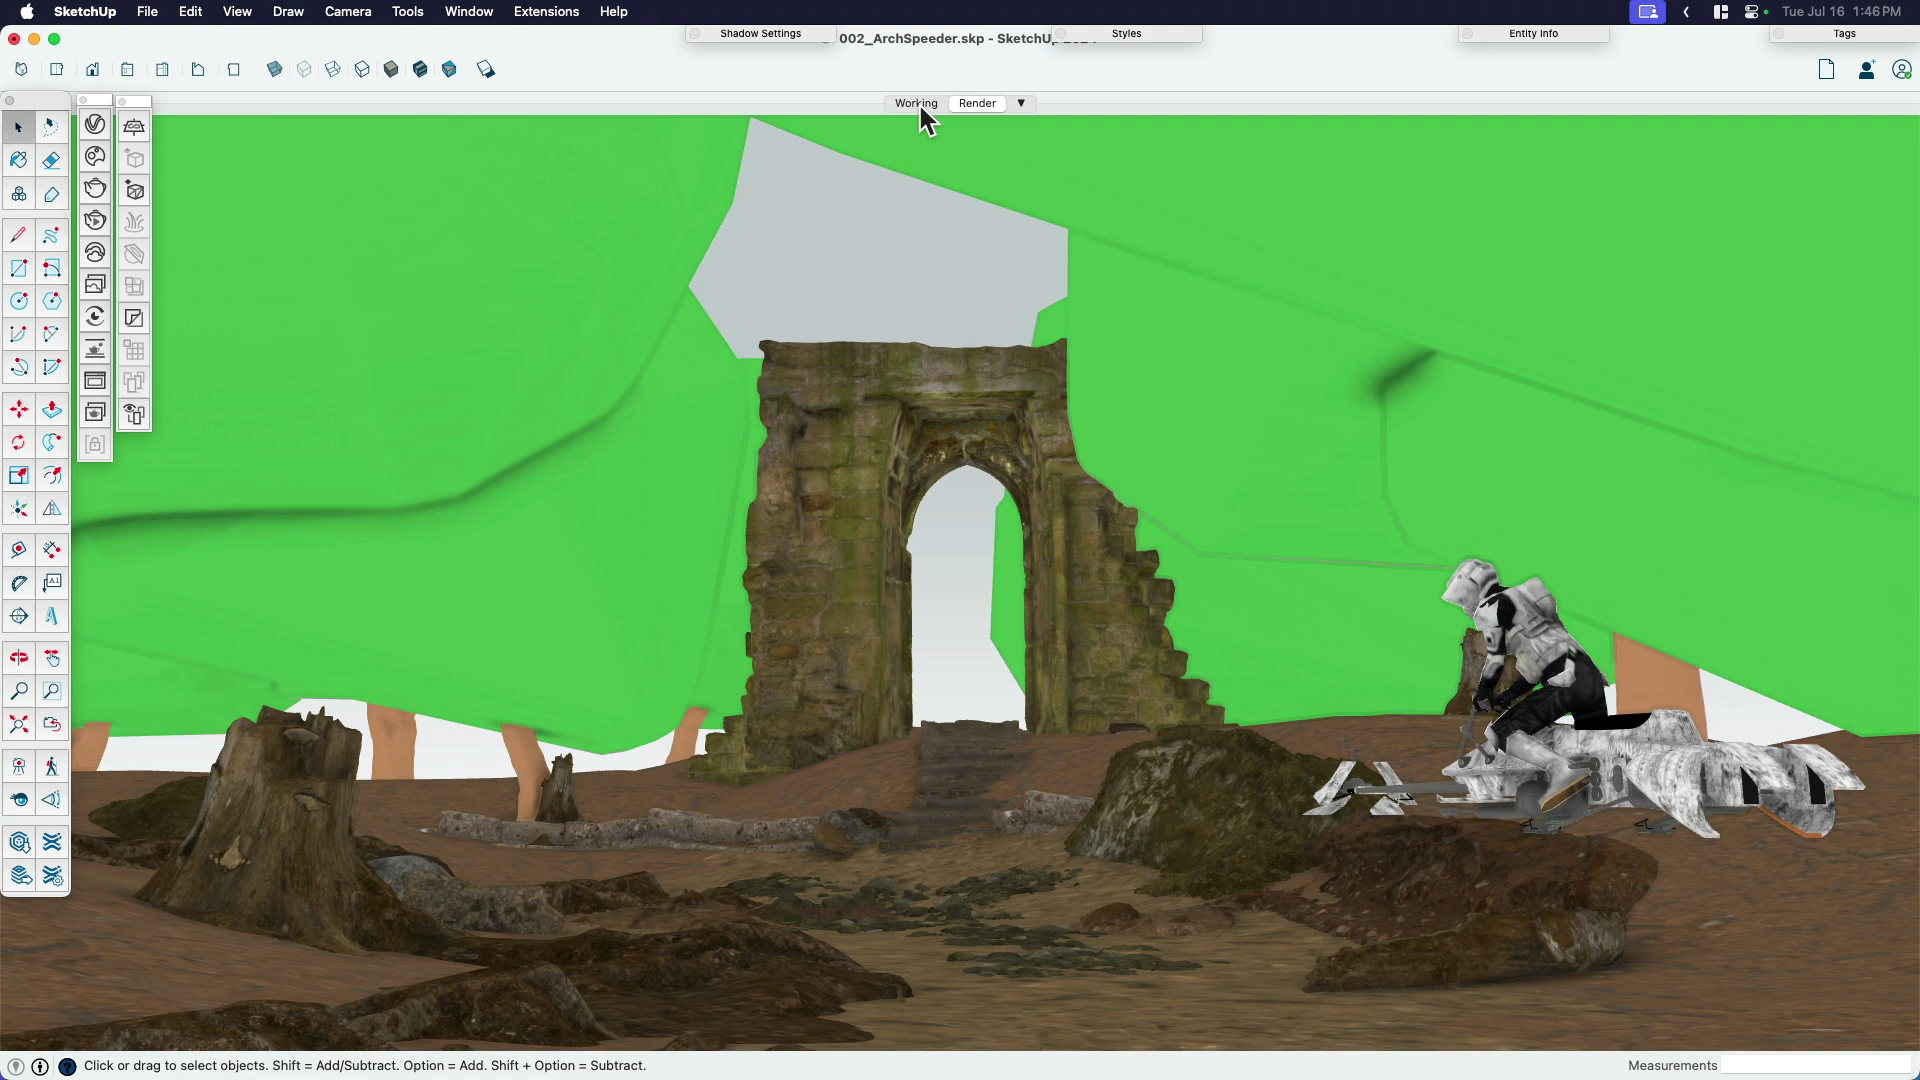 SketchUp File Edit View Draw Camera Tools Window Extensions Help
Tue Jul 16 1:46 PM
Shadow Settings
002_ArchSpeeder.skp - SketchUp
Styles
Entity Info
Tags
Working Render ▼
A1
A
Click or drag to select objects. Shift = Add/Subtract. Option = Add. Shift + Option = Subtract.
Measurements